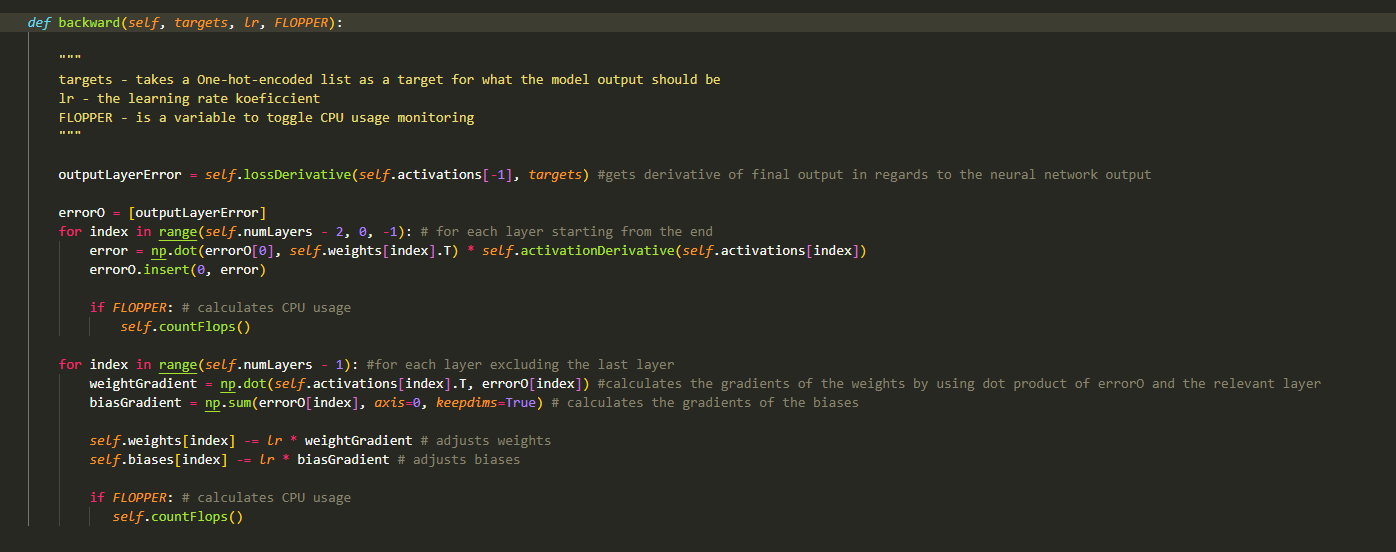 def backward(self, targets, lr, FLOPPER):
"""
targets - takes a One-hot-encoded list as a target for what the model output should be
lr - the learning rate koeficcient
FLOPPER - is a variable to toggle CPU usage monitoring
"""
outputLayerError = self.lossDerivative(self.activations[-1], targets) #gets derivative of final output in regards to the neural network output
errorO = [outputLayerError]
for index in range(self.numLayers - 2, 0, -1): # for each layer starting from the end
error = np.dot(errorO[0], self.weights[index].T) * self.activationDerivative(self.activations[index])
errorO.insert(0, error)
if FLOPPER: # calculates CPU usage
self.countFlops()
for index in range(self.numLayers - 1): #for each layer excluding the last layer
weightGradient = np.dot(self.activations[index].T, errorO[index]) #calculates the gradients of the weights by using dot product of errorO and the relevant layer
biasGradient = np.sum(errorO[index], axis=0, keepdims=True) # calculates the gradients of the biases
self.weights[index] -= lr * weightGradient # adjusts weights
self.biases[index] -= lr * biasGradient # adjusts biases
if FLOPPER: # calculates CPU usage
self.countFlops()